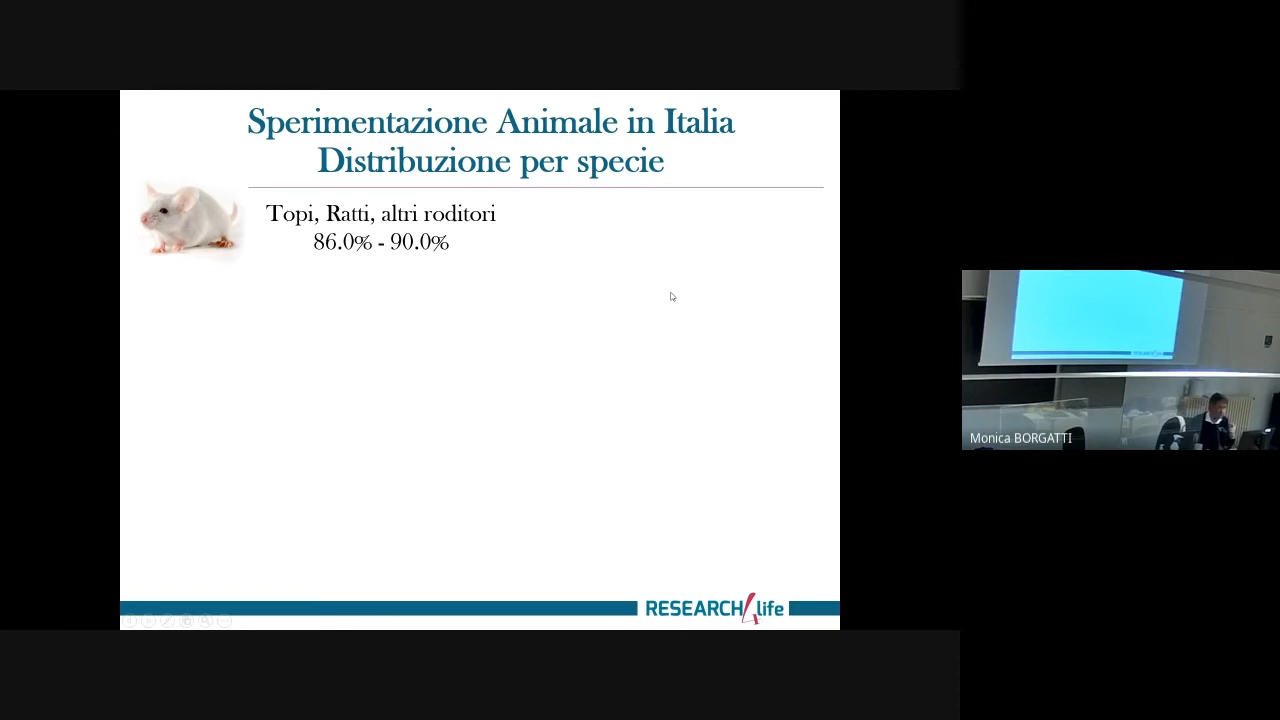 Sperimentazione Animale in Italia
Distribuzione per specie
Topi, Ratti, altri roditori
86.0% - 90.0%
RESEARCH4life
Monica BORGATTI